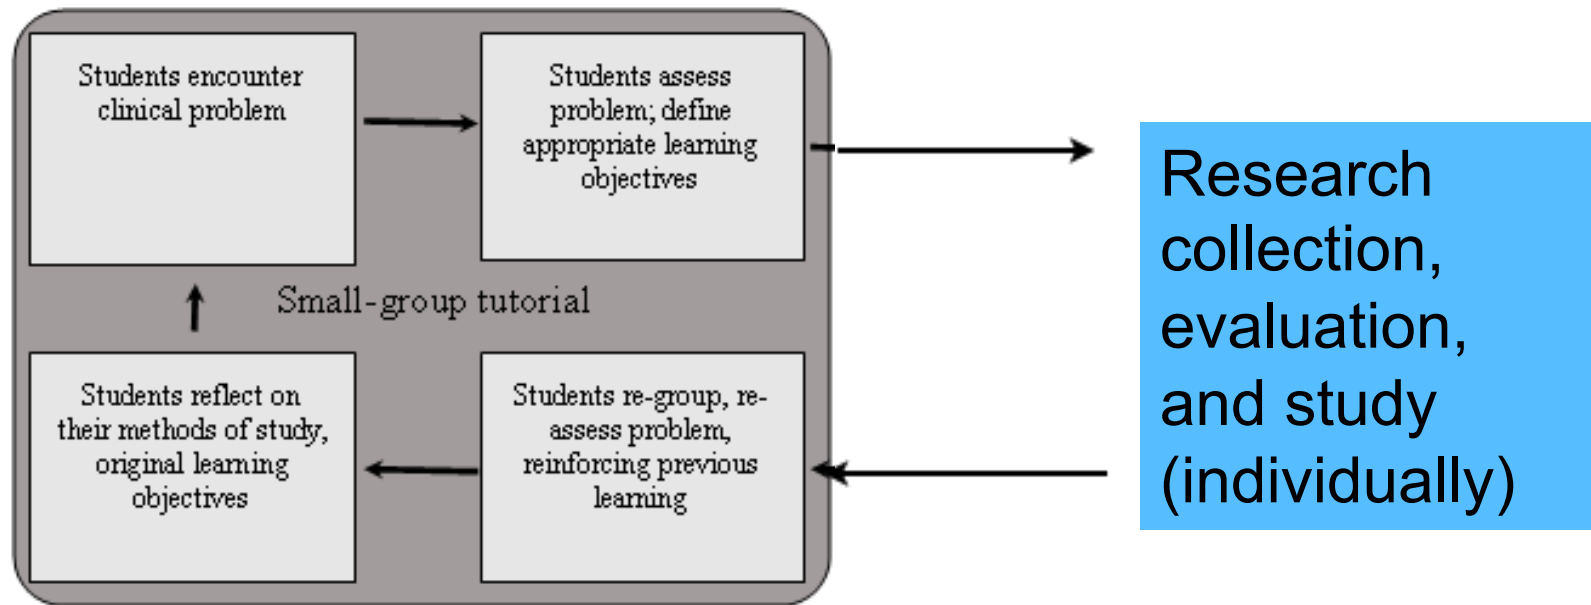 Students encounter
clinical problem
Students assess
problem; define
appropriate learning
objectives
Research
collection,
evaluation,
and study
(individually)
Small-group tutorial
Students reflect on
their methods of study,
original learning
objectives
Students re-group, re-
assess problem,
reinforcing previous
learning